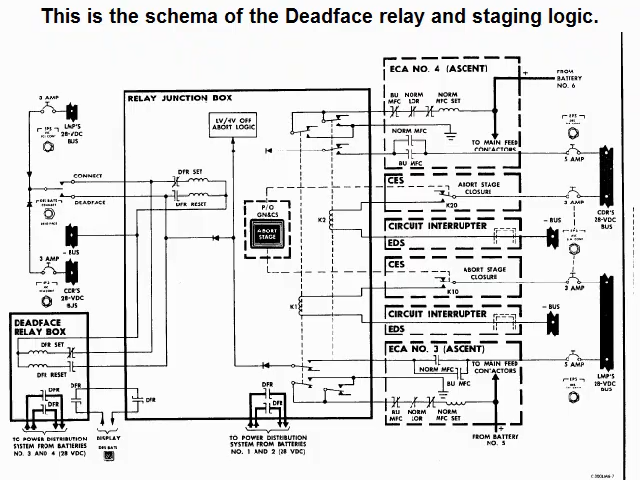 This is the schema of the Deadface relay and staging logic.
ECA NO. 4 (ASCENT)
FROM
BATTERY
NO. 6
RELAY JUNCTION BOX
3 AMP
LMP'S
28-VDC
BUS
LV/4V OFF
ABORT LOGIC
BU
MFC
NORM
LDR
NORM
MFC SET
NORM MFC
BU MFC
TO MAIN FEED
CONTACTORS
5 AMP
CONNECT
DEADFACE
DFR SET
DFR RESET
P/O
GN&CS
ABORT
STAGE
CES
ABORT STAGE
CLOSURE
K20
3 AMP
CDR'S
28-VDC
BUS
CIRCUIT INTERRUPTER
EDS
- BUS
K2
- BUS
3 AMP
CDR'S
28-VDC
BUS
CES
ABORT STAGE
CLOSURE
K10
3 AMP
K1
CIRCUIT INTERRUPTER
EDS
- BUS
DEADFACE
RELAY BOX
DFR SET
DFR RESET
DFR
DFR
DFR
DFR
DFR
DFR
ECA NO. 3 (ASCENT)
TO MAIN FEED
CONTACTORS
NORM MFC
BU MFC
5 AMP
LMP'S
28-VDC
BUS
BU
MFC
NORM
LDR
NORM
MFC SET
FROM BATTERY
NO. 5
TO POWER DISTRIBUTION
SYSTEM FROM BATTERIES
NO. 3 AND 4 (28 VDC)
DISPLAY
TO POWER DISTRIBUTION
SYSTEM FROM BATTERIES
NO. 1 AND 2 (28 VDC)